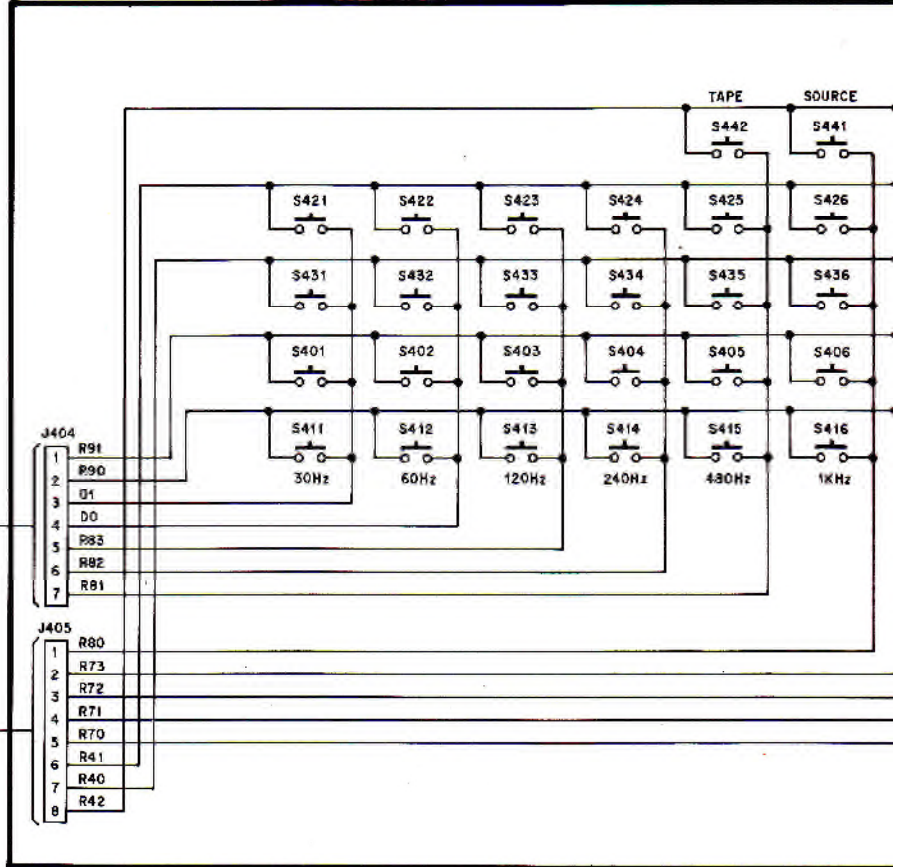 TAPE SOURCE
S442 S441
S421 S422 S423 S424 S425 S426
S431 S432 S433 S434 S435 S436
S401 S402 S403 S404 S405 S406
S411 S412 S413 S414 S415 S416
30Hz 60Hz 120Hz 240Hz 480Hz 1KHz
J404
1 R91
2 R90
3 D1
4 D0
5 R83
6 R82
7 R81
J405
1 R80
2 R73
3 R72
4 R71
5 R70
6 R41
7 R40
8 R42